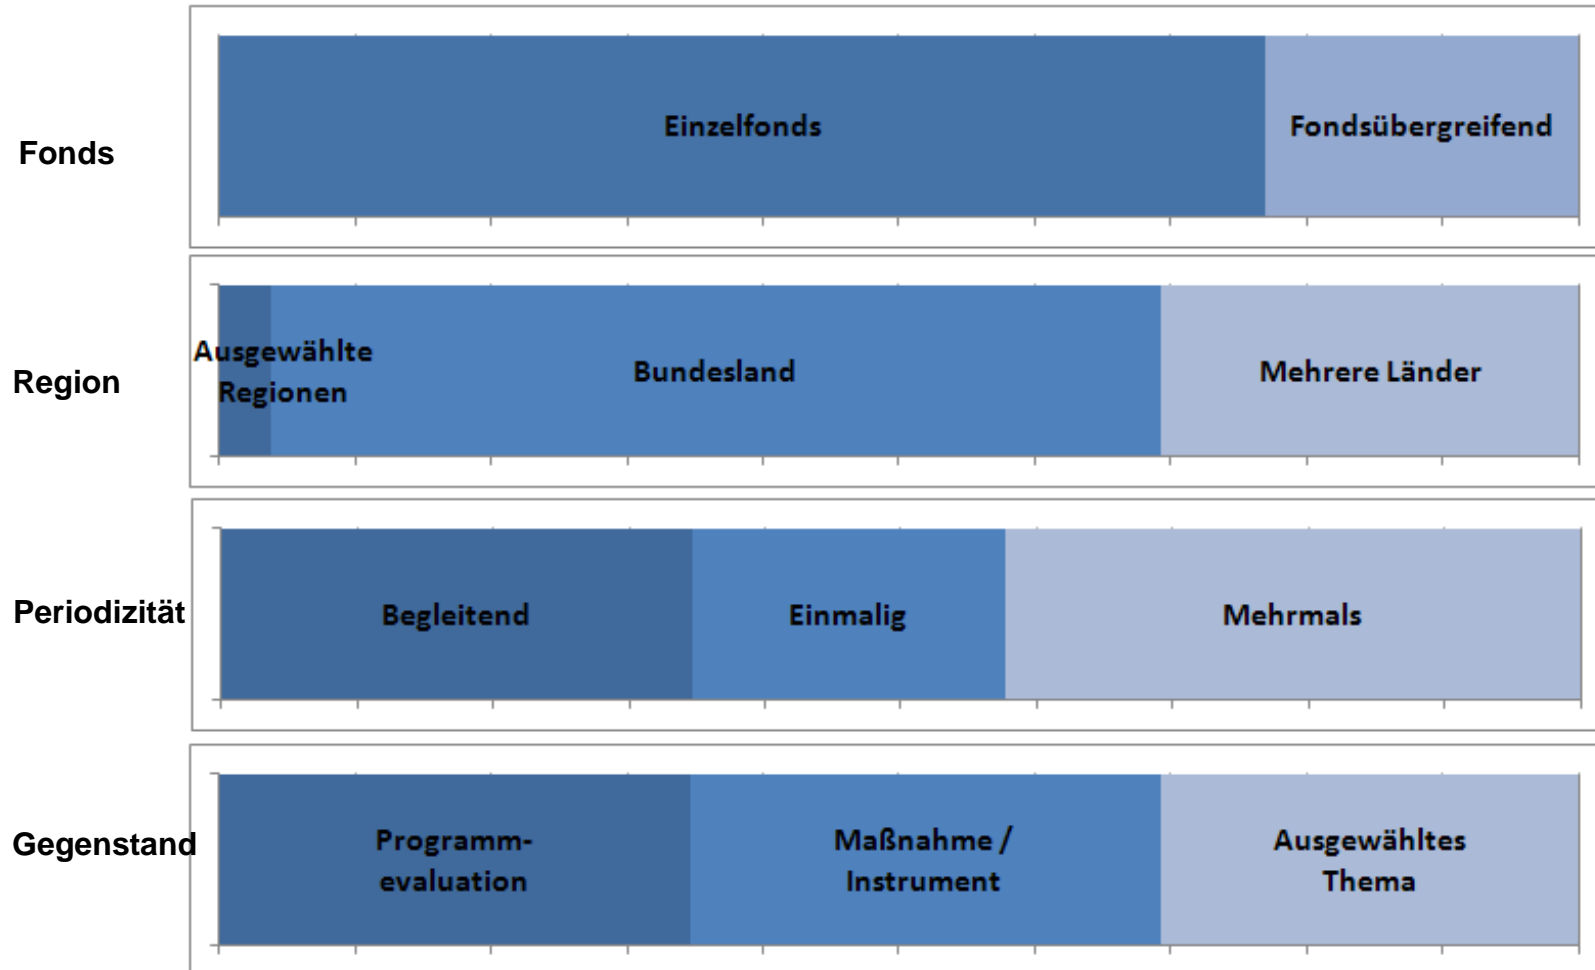 Fonds
Einzelfonds
Fondsübergreifend
Region
Ausgewählte
Regionen
Bundesland
Mehrere Länder
Periodizität
Begleitend
Einmalig
Mehrmals
Gegenstand
Programm-
evaluation
Maßnahme /
Instrument
Ausgewähltes
Thema